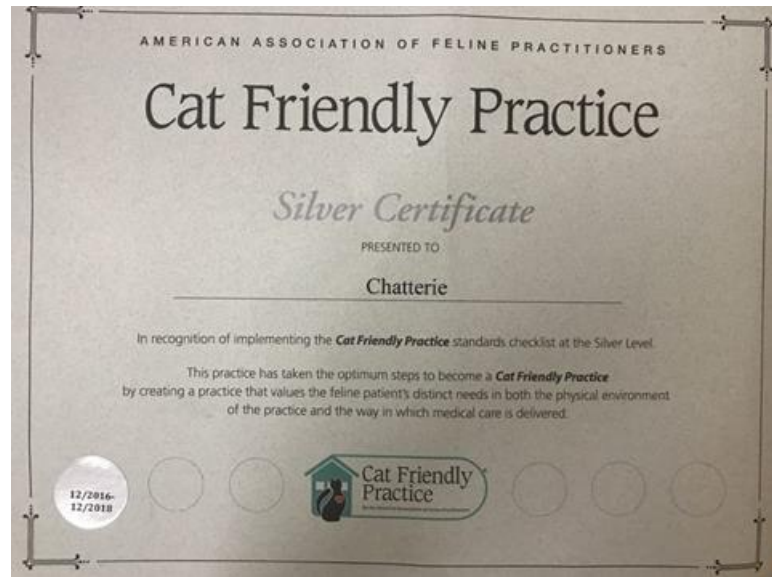 AMERICAN ASSOCIATION OF FELINE PRACTITIONERS
Cat Friendly Practice
Silver Certificate
PRESENTED TO
Chatterie
In recognition of implementing the Cat Friendly Practice standards checklist at the Silver Level.
This practice has taken the optimum steps to become a Cat Friendly Practice
by creating a practice that values the feline patient's distinct needs in both the physical environment
of the practice and the way in which medical care is delivered.
12/2016-
12/2018
Cat Friendly
Practice